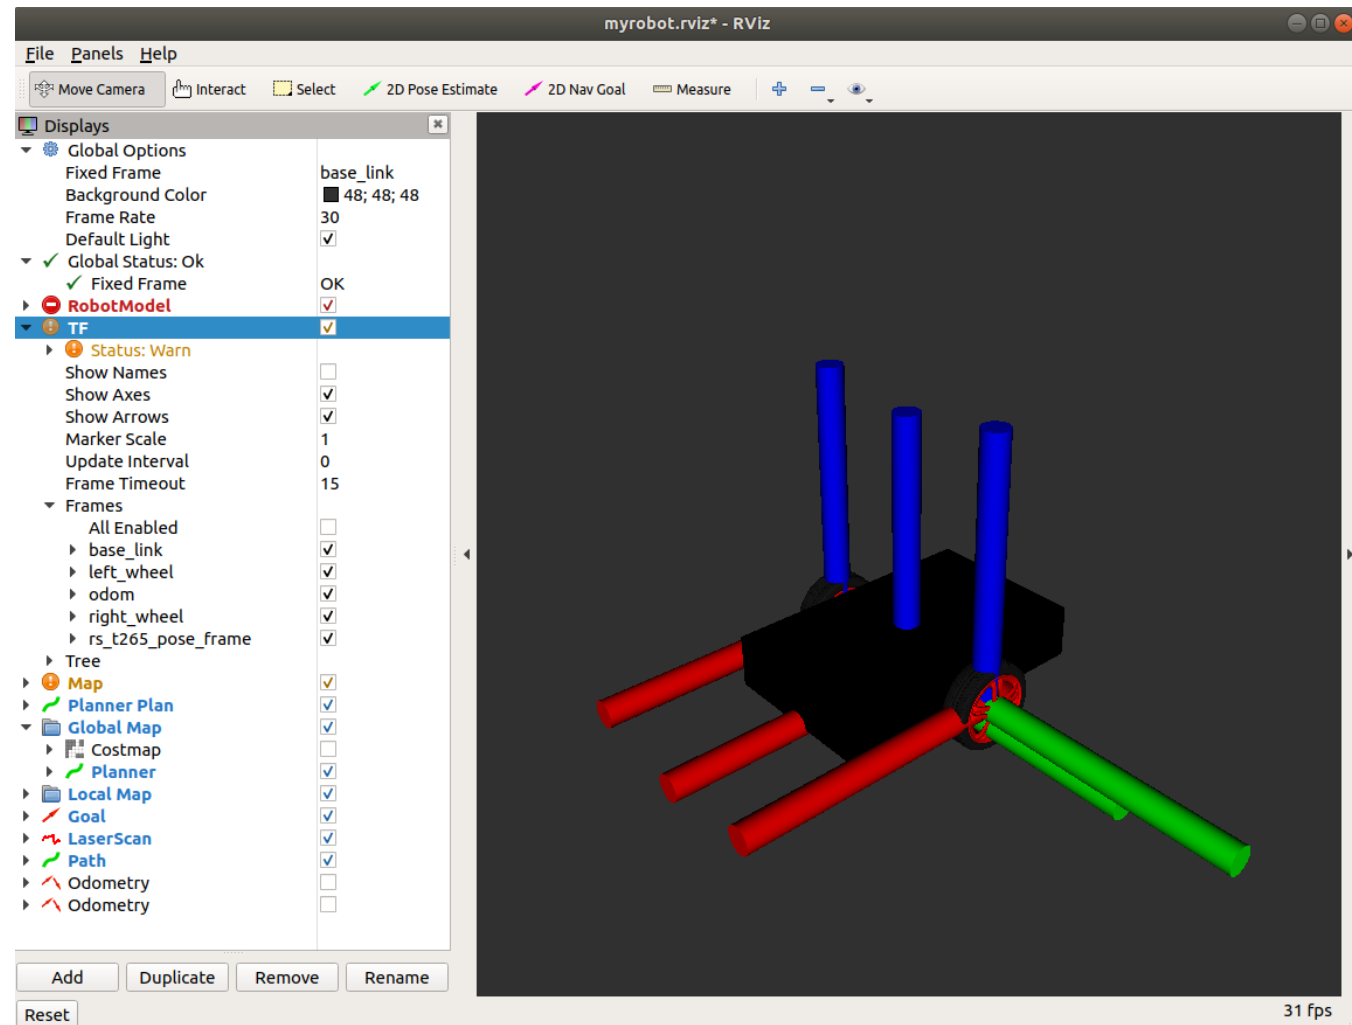 myrobot.rviz* - RViz
File Panels Help
Move Camera Interact Select 2D Pose Estimate 2D Nav Goal Measure
Displays
Global Options
Fixed Frame base_link
Background Color 48; 48; 48
Frame Rate 30
Default Light
Global Status: Ok
Fixed Frame OK
RobotModel
TF
Status: Warn
Show Names
Show Axes
Show Arrows
Marker Scale 1
Update Interval 0
Frame Timeout 15
Frames
All Enabled
base_link
left_wheel
odom
right_wheel
rs_t265_pose_frame
Tree
Map
Planner Plan
Global Map
Costmap
Planner
Local Map
Goal
LaserScan
Path
Odometry
Odometry
Add Duplicate Remove Rename
Reset 31 fps